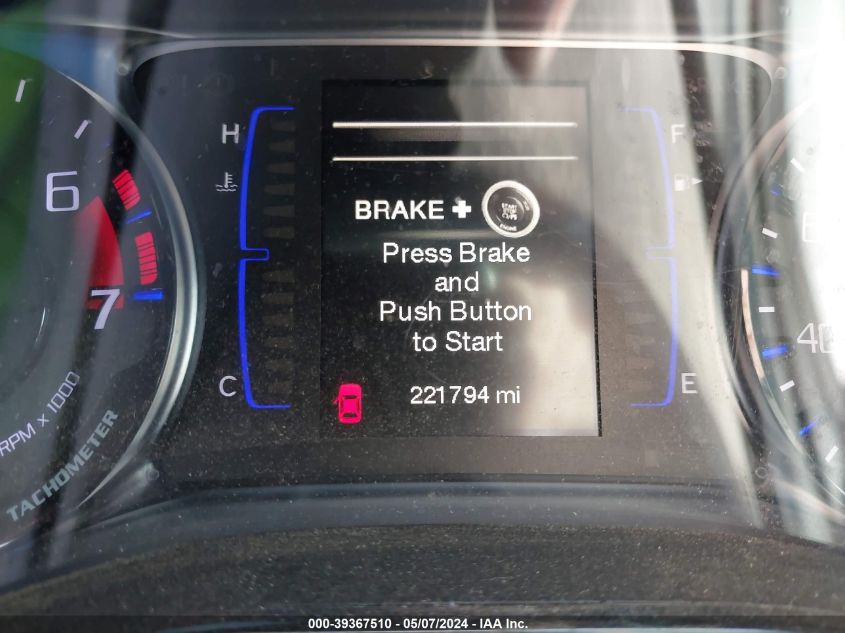 H
F
6
BRAKE +
Press Brake
and
Push Button
to Start
7
C
E
221794 mi
RPM x 1000
TACHOMETER
000-39367510 - 05/07/2024 - IAA Inc.